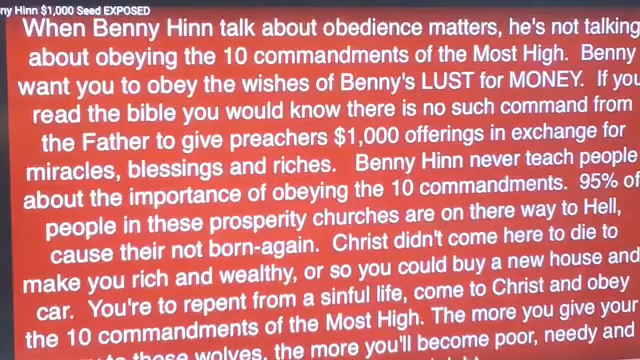 ny Hinn $1,000 Seed EXPOSED
When Benny Hinn talk about obedience matters, he's not talking
about obeying the 10 commandments of the Most High. Benny
want you to obey the wishes of Benny's LUST for MONEY. If you
read the bible you would know there is no such command from
the Father to give preachers $1,000 offerings in exchange for
miracles, blessings and riches. Benny Hinn never teach people
about the importance of obeying the 10 commandments. 95% of
people in these prosperity churches are on there way to Hell,
cause their not born-again. Christ didn't come here to die to
make you rich and wealthy, or so you could buy a new house and
car. You're to repent from a sinful life, come to Christ and obey
the 10 commandments of the Most High. The more you give your
those wolves, the more you'll become poor, needy and